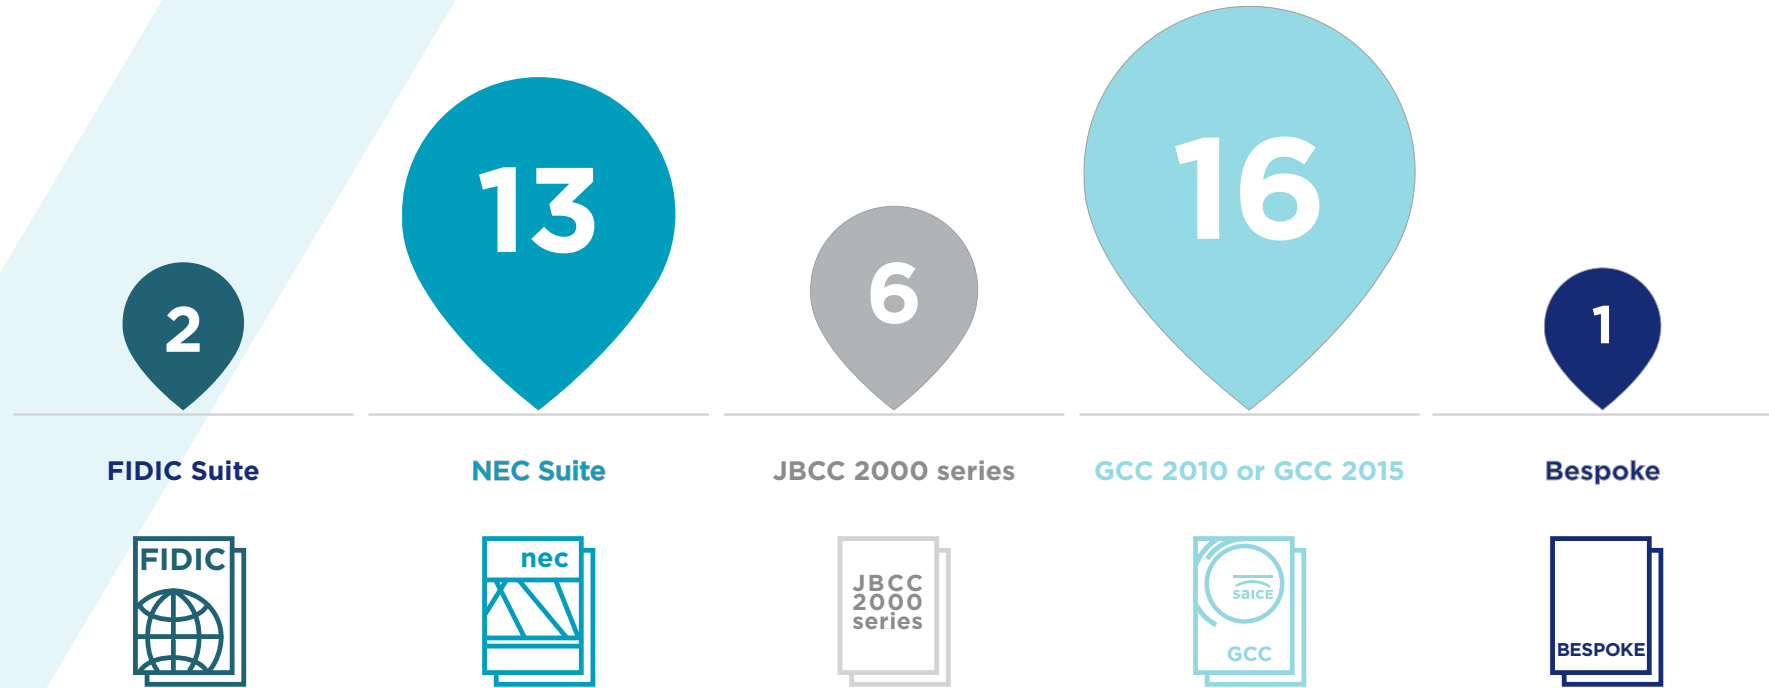 2
13
6
16
1
FIDIC Suite
NEC Suite
JBCC 2000 series
GCC 2010 or GCC 2015
Bespoke
FIDIC
nec
JBCC
2000
series
saICE
GCC
BESPOKE